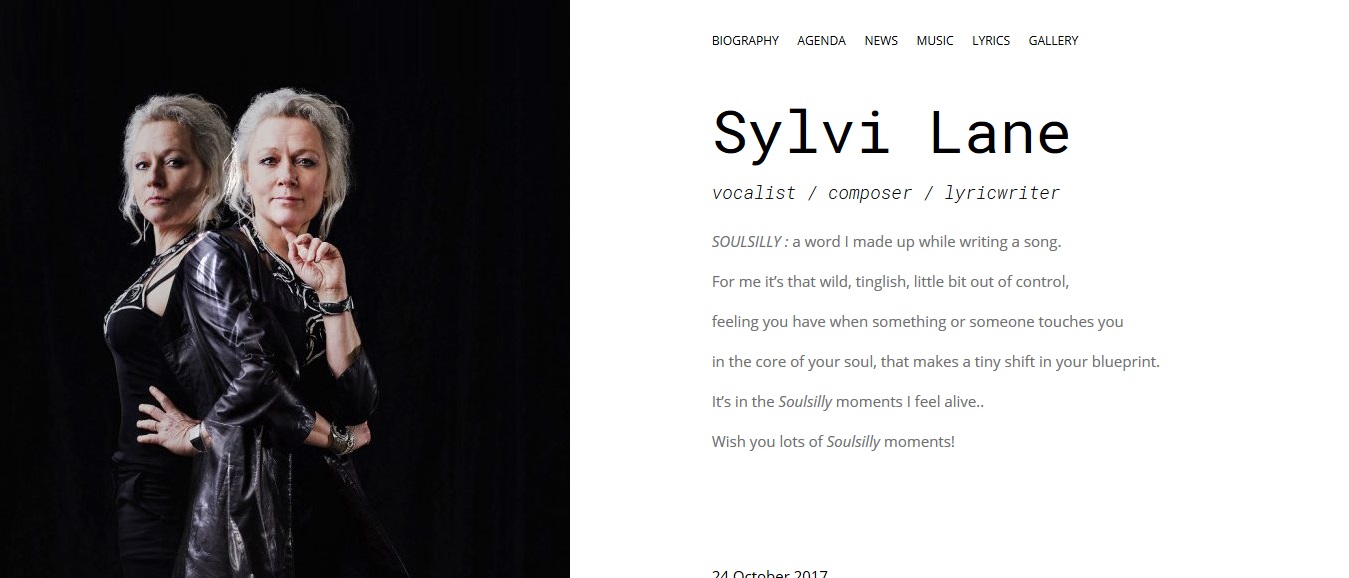 BIOGRAPHY AGENDA NEWS MUSIC LYRICS GALLERY
Sylvi Lane
vocalist / composer / lyricwriter
SOULSILLY : a word I made up while writing a song.
For me it’s that wild, tinglish, little bit out of control,
feeling you have when something or someone touches you
in the core of your soul, that makes a tiny shift in your blueprint.
It’s in the Soulsilly moments I feel alive..
Wish you lots of Soulsilly moments!
24 October 2017